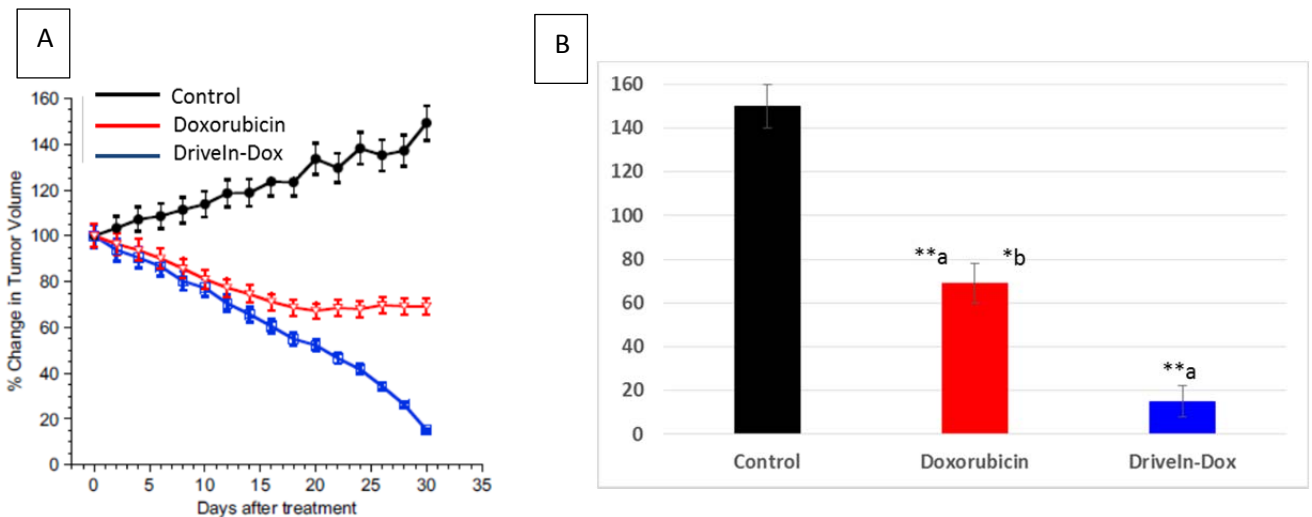 A
Control
Doxorubicin
DriveIn-Dox
% Change in Tumor Volume
160
140
120
100
80
60
40
20
0
0 5 10 15 20 25 30 35
Days after treatment
B
160
140
120
100
80
60
40
20
0
**a *b
**a
Control Doxorubicin DriveIn-Dox